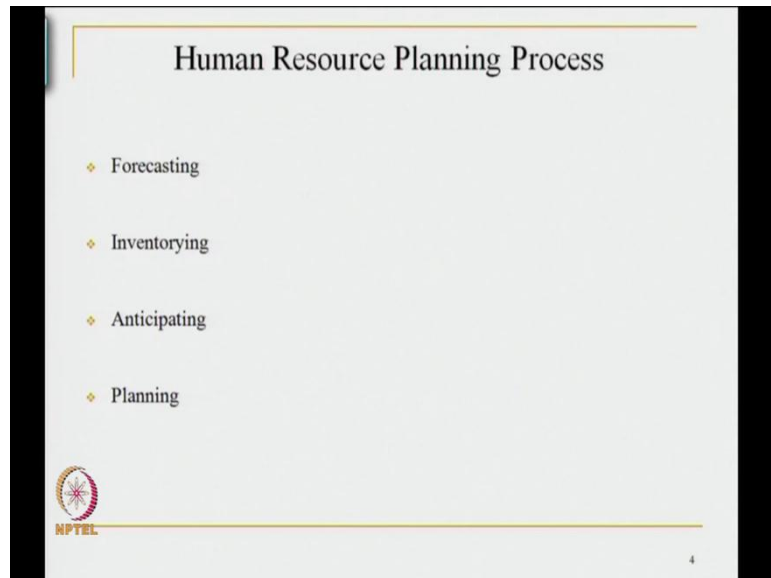 Human Resource Planning Process
Forecasting
Inventorying
Anticipating
Planning
NPTEL
4